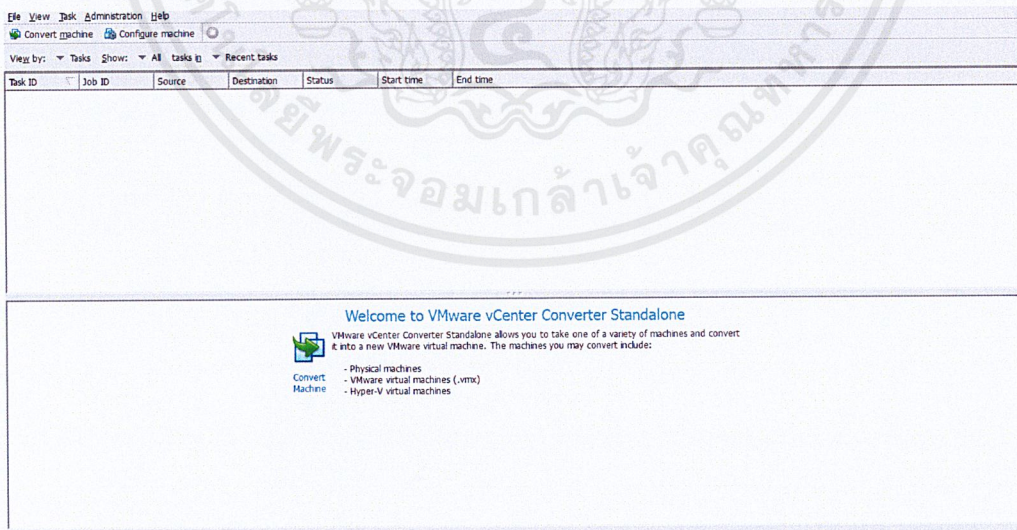 File View Task Administration Help
Convert machine Configure machine
View by: Tasks Show: All tasks in Recent tasks
Task ID Job ID Source Destination Status Start time End time
พระจอมเกล้าเจ้าคุณทหาร
Welcome to VMware vCenter Converter Standalone
VMware vCenter Converter Standalone allows you to take one of a variety of machines and convert
it into a new VMware virtual machine. The machines you may convert include:
- Physical machines
- VMware virtual machines (.vmx)
- Hyper-V virtual machines
Convert
Machine